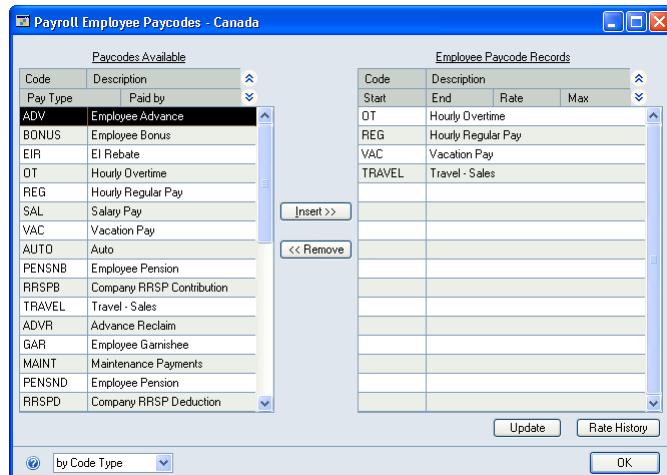 Payroll Employee Paycodes - Canada
Paycodes Available
Code Description
Pay Type Paid by
ADV Employee Advance
BONUS Employee Bonus
EIR EI Rebate
OT Hourly Overtime
REG Hourly Regular Pay
SAL Salary Pay
VAC Vacation Pay
AUTO Auto
PENSNB Employee Pension
RRSPB Company RRSP Contribution
TRAVEL Travel - Sales
ADVR Advance Reclaim
GAR Employee Garnishee
MAINT Maintenance Payments
PENSND Employee Pension
RRSPD Company RRSP Deduction
Insert >>
<< Remove
Employee Paycode Records
Code Description
Start End Rate Max
OT Hourly Overtime
REG Hourly Regular Pay
VAC Vacation Pay
TRAVEL Travel - Sales
Update Rate History
by Code Type OK